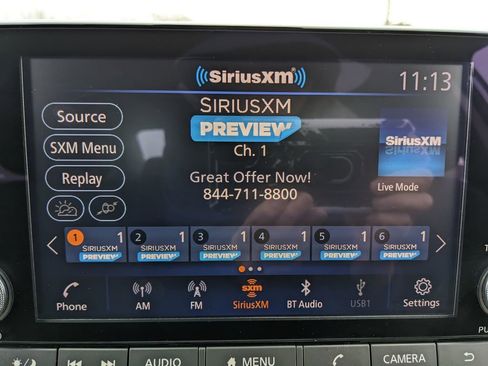 SiriusXM
11:13
SIRIUSXM
PREVIEW
Ch. 1
Great Offer Now!
844-711-8800
Source
SXM Menu
Replay
SiriusXM
Live Mode
1 1 SIRIUSXM PREVIEW
2 1 SIRIUSXM PREVIEW
3 1 SIRIUSXM PREVIEW
4 1 SIRIUSXM PREVIEW
5 1 SIRIUSXM PREVIEW
6 1 SIRIUSXM PREVIEW
Phone
AM
FM
sxm
SiriusXM
BT Audio
USB1
Settings
AUDIO
MENU
CAMERA